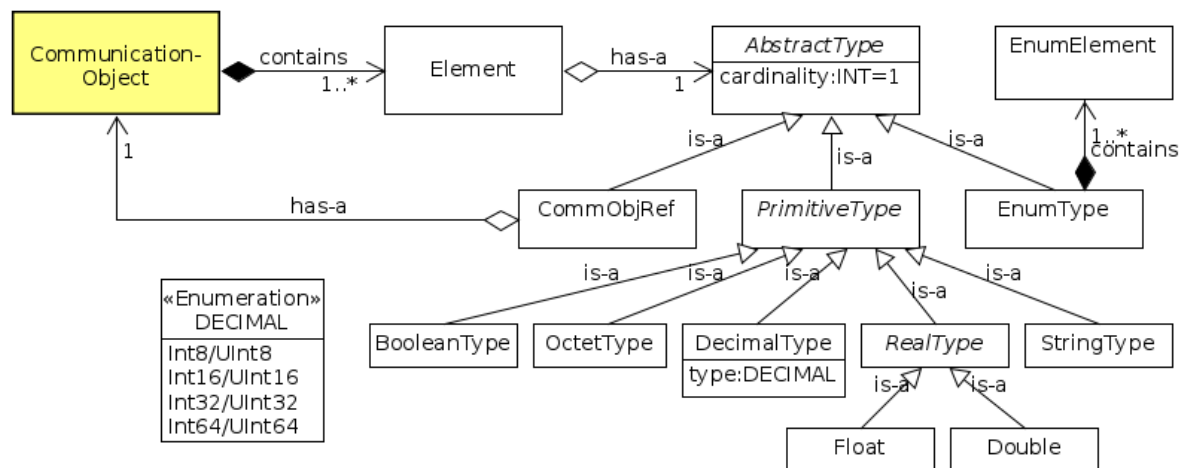 Communication-
Object
contains
1..*
Element
has-a
1
AbstractType
cardinality:INT=1
EnumElement
1..*
contains
1
is-a
is-a
is-a
has-a
CommObjRef
PrimitiveType
EnumType
is-a
is-a
is-a
is-a
is-a
«Enumeration»
DECIMAL
Int8/UInt8
Int16/UInt16
Int32/UInt32
Int64/UInt64
BooleanType
OctetType
DecimalType
type:DECIMAL
RealType
StringType
is-a
is-a
Float
Double